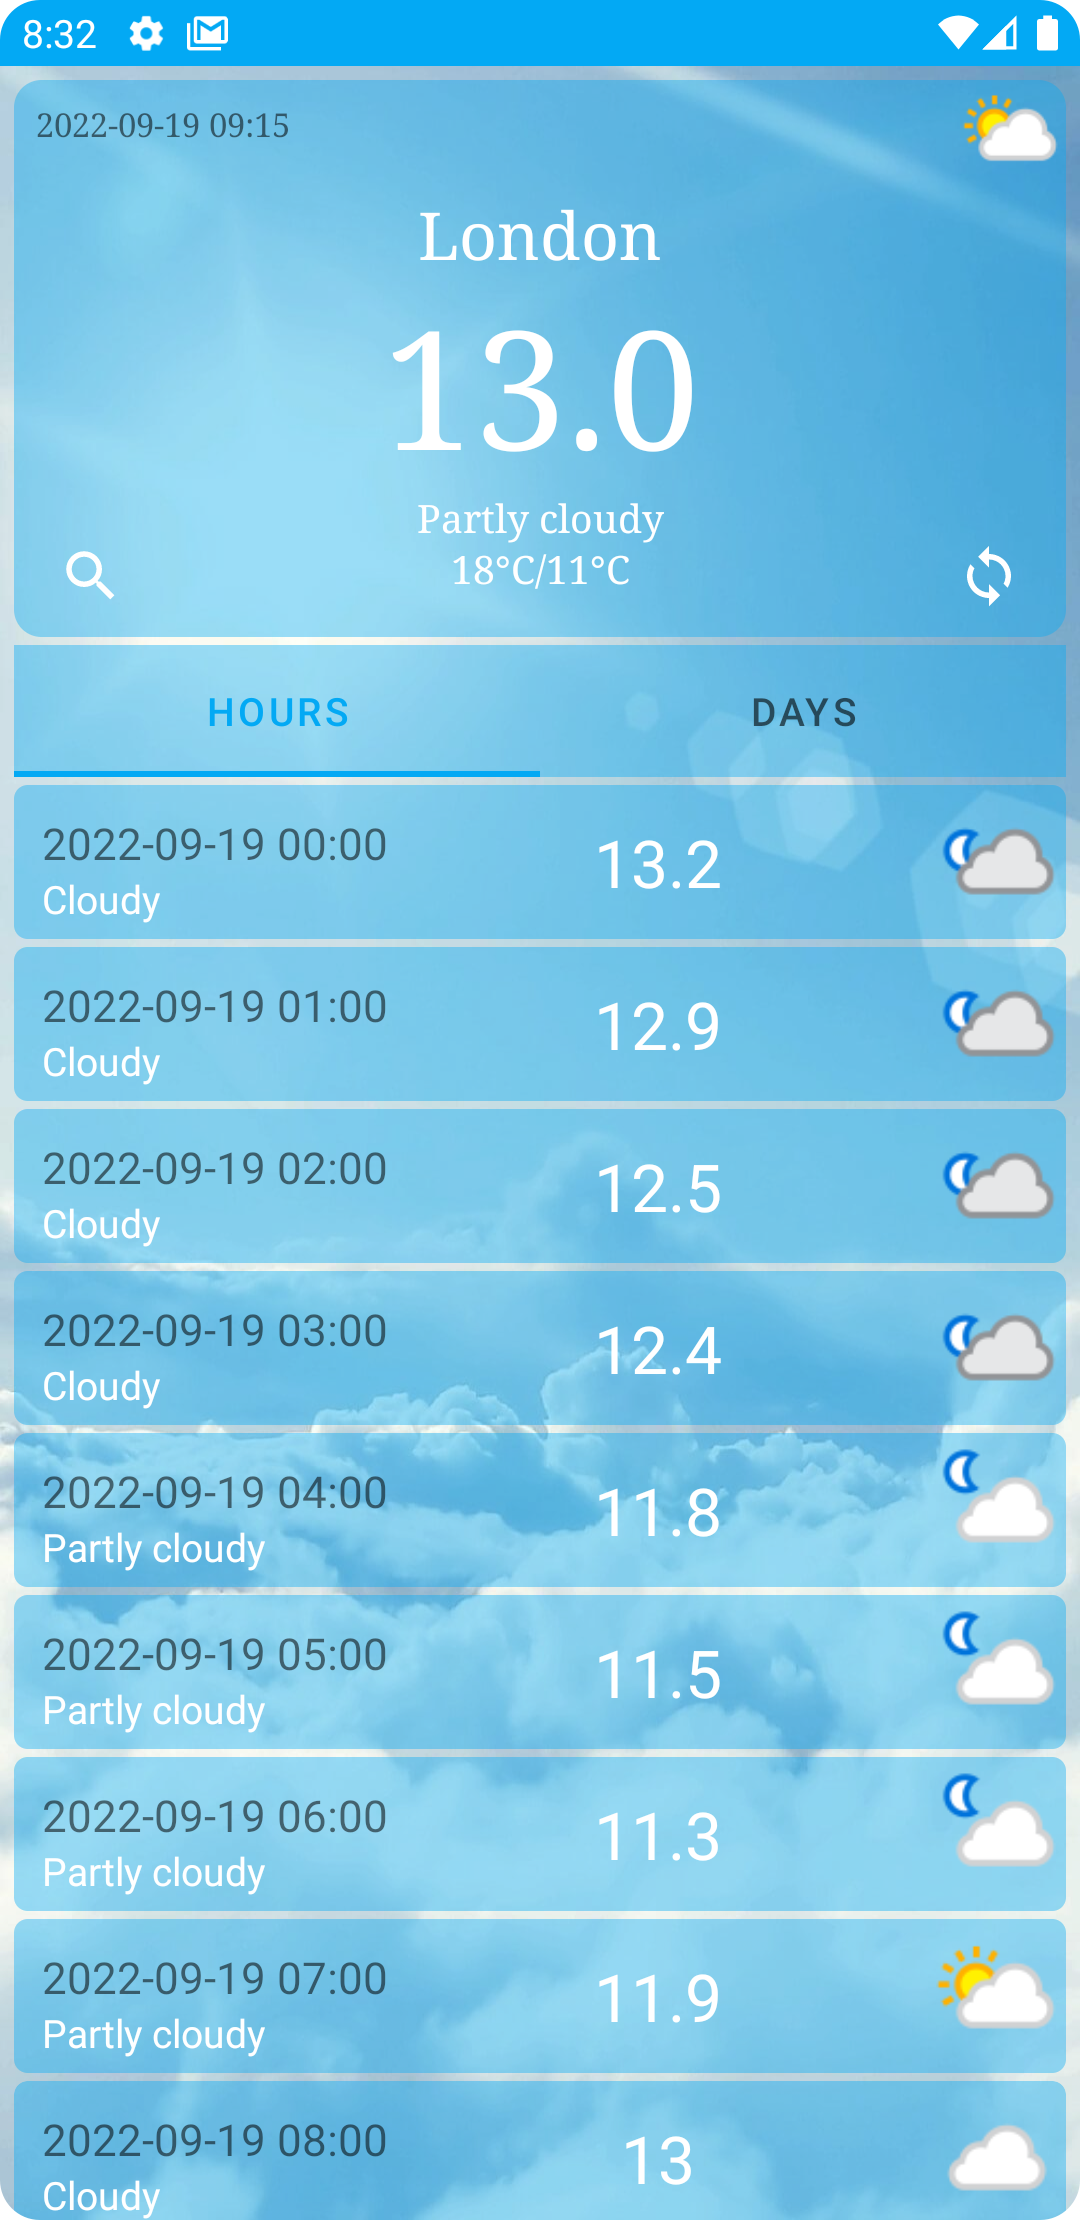 8:32
2022-09-19 09:15
London
13.0
Partly cloudy
18°C/11°C
HOURS
DAYS
2022-09-19 00:00
13.2
Cloudy
2022-09-19 01:00
12.9
Cloudy
2022-09-19 02:00
12.5
Cloudy
2022-09-19 03:00
12.4
Cloudy
2022-09-19 04:00
11.8
Partly cloudy
2022-09-19 05:00
11.5
Partly cloudy
2022-09-19 06:00
11.3
Partly cloudy
2022-09-19 07:00
11.9
Partly cloudy
2022-09-19 08:00
13
Cloudy